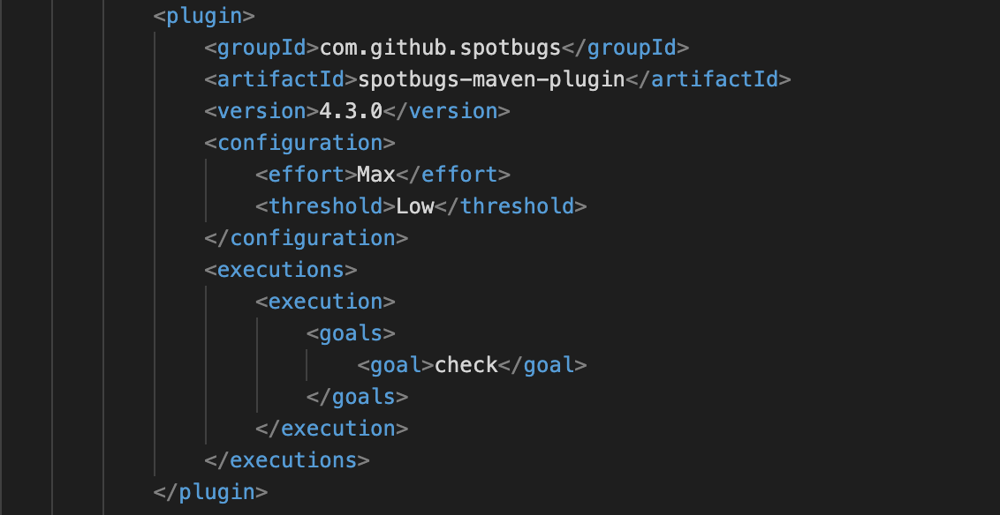 <plugin>
<groupId>com.github.spotbugs</groupId>
<artifactId>spotbugs-maven-plugin</artifactId>
<version>4.3.0</version>
<configuration>
<effort>Max</effort>
<threshold>Low</threshold>
</configuration>
<executions>
<execution>
<goals>
<goal>check</goal>
</goals>
</execution>
</executions>
</plugin>